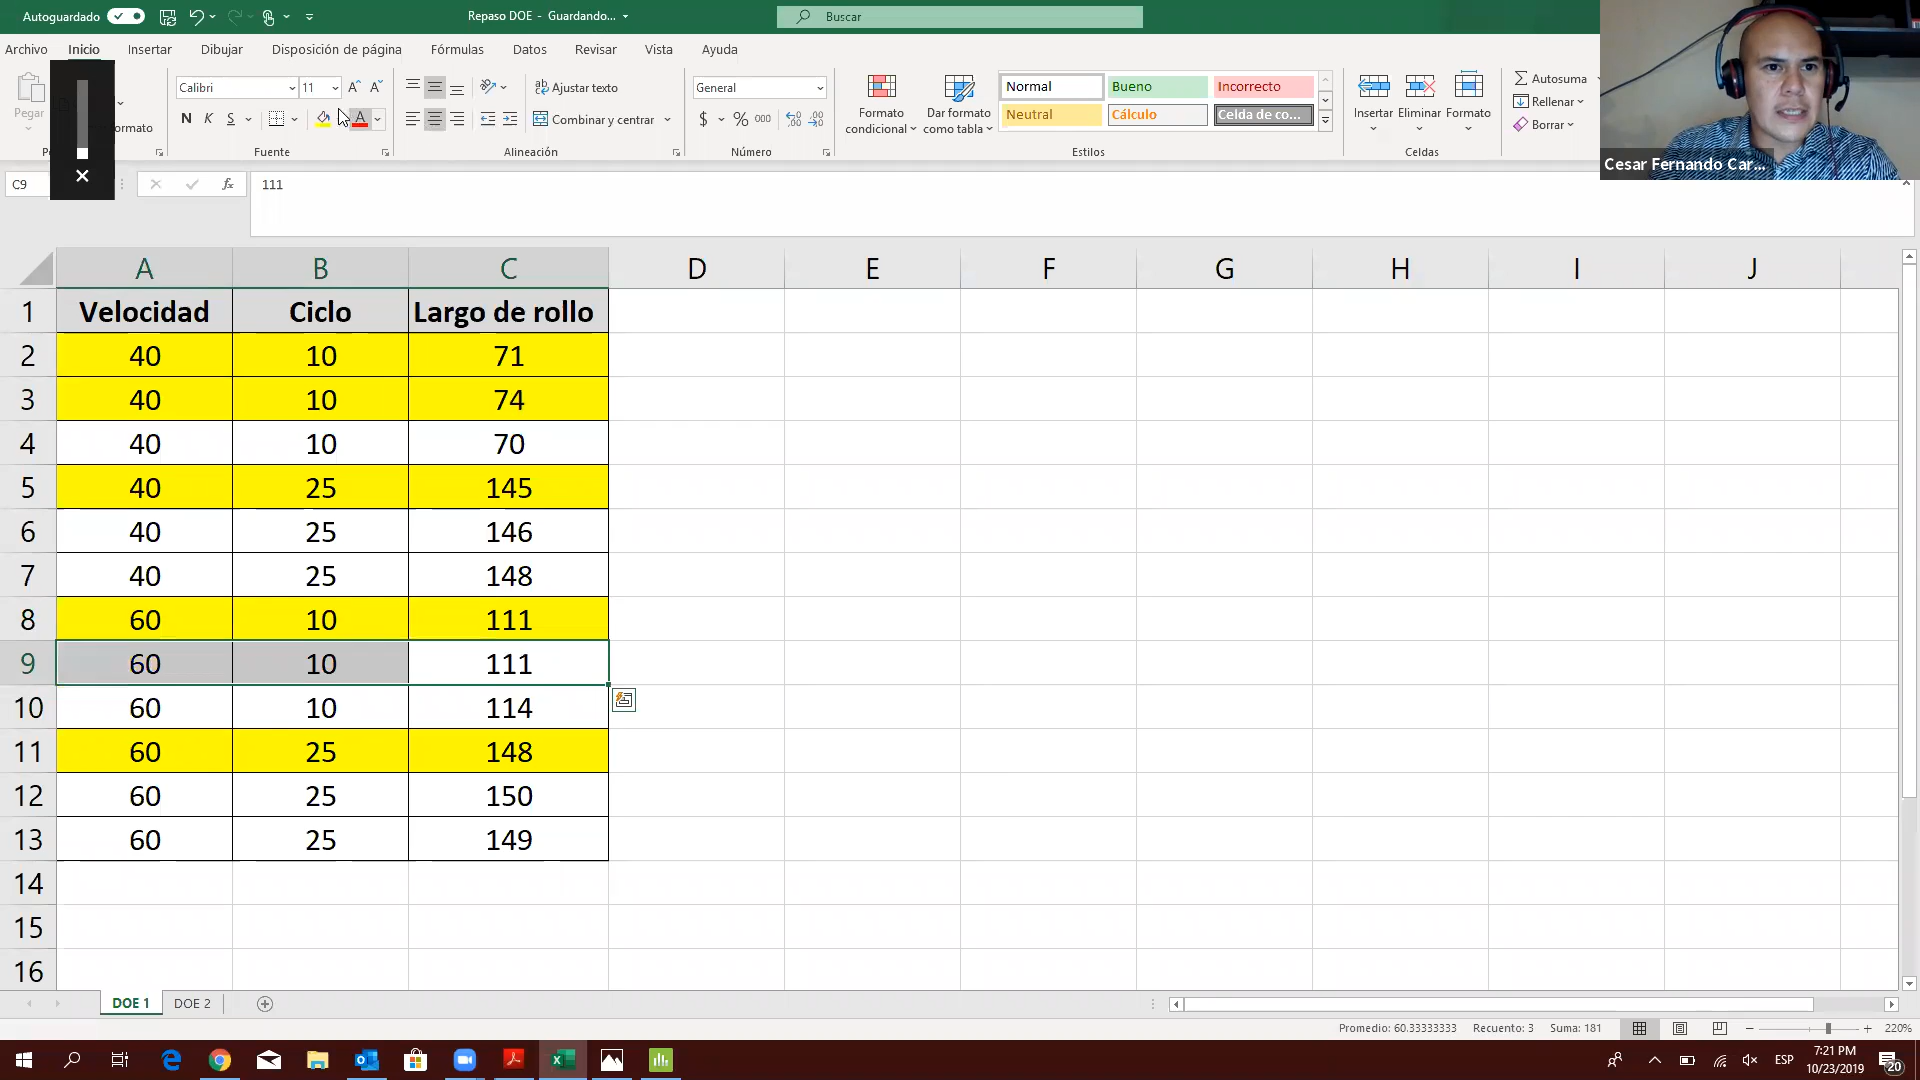 Autoguardado
Repaso DOE - Guardando...
Buscar
Archivo Inicio Insertar Dibujar Disposición de página Fórmulas Datos Revisar Vista Ayuda
Pegar
formato
Calibri 11
N K S
Fuente
Ajustar texto
Combinar y centrar
Alineación
General
$ % 000
Número
Formato condicional
Dar formato como tabla
Normal Bueno Incorrecto
Neutral Cálculo Celda de co...
Estilos
Insertar Eliminar Formato
Celdas
Autosuma
Rellenar
Borrar
Cesar Fernando Car...
C9 fx 111
A B C D E F G H I J
1 Velocidad Ciclo Largo de rollo
2 40 10 71
3 40 10 74
4 40 10 70
5 40 25 145
6 40 25 146
7 40 25 148
8 60 10 111
9 60 10 111
10 60 10 114
11 60 25 148
12 60 25 150
13 60 25 149
14
15
16
DOE 1 DOE 2
Promedio: 60.33333333 Recuento: 3 Suma: 181 220%
ESP
7:21 PM
10/23/2019
20